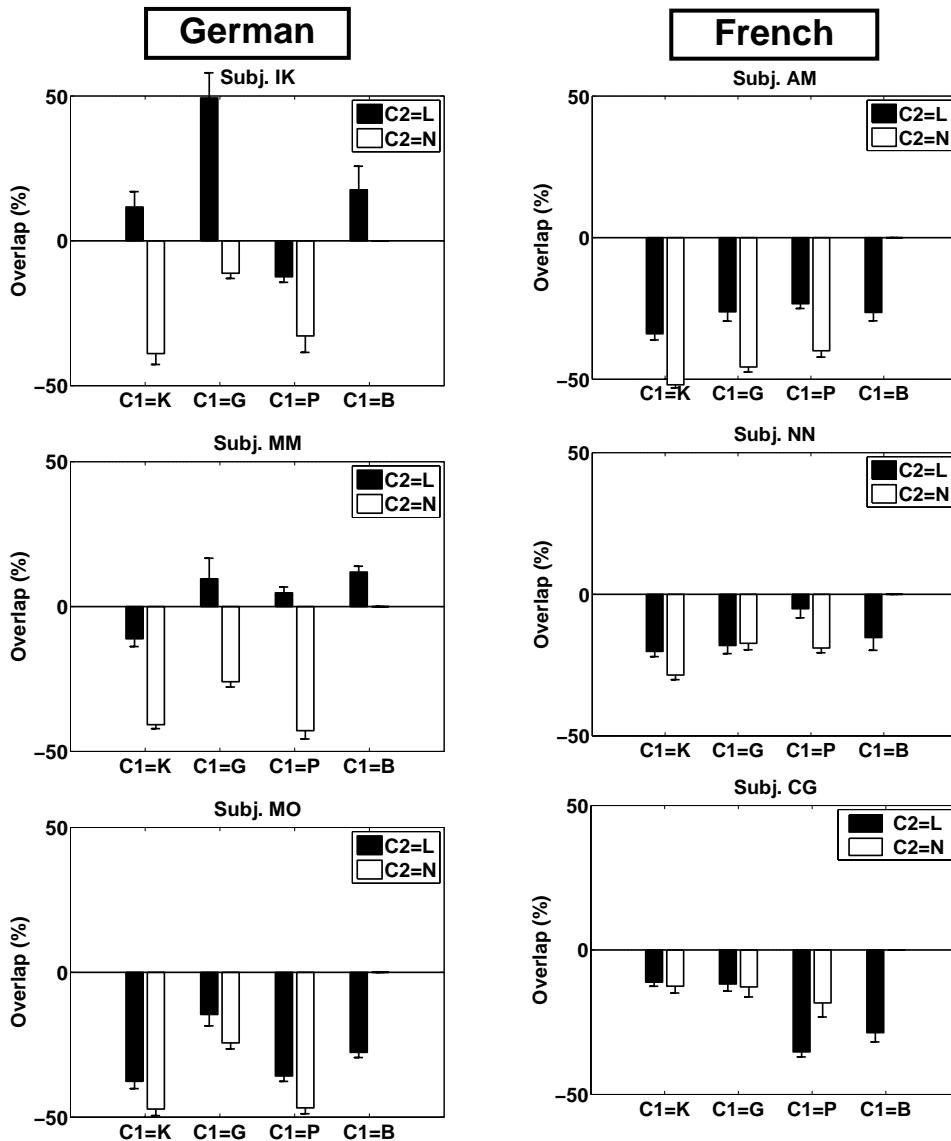 German
Subj. IK
50
0
−50
Overlap (%)
C2=L
C2=N
C1=K C1=G C1=P C1=B
Subj. MM
50
0
−50
Overlap (%)
C2=L
C2=N
C1=K C1=G C1=P C1=B
Subj. MO
50
0
−50
Overlap (%)
C2=L
C2=N
C1=K C1=G C1=P C1=B
French
Subj. AM
50
0
−50
Overlap (%)
C2=L
C2=N
C1=K C1=G C1=P C1=B
Subj. NN
50
0
−50
Overlap (%)
C2=L
C2=N
C1=K C1=G C1=P C1=B
Subj. CG
50
0
−50
Overlap (%)
C2=L
C2=N
C1=K C1=G C1=P C1=B